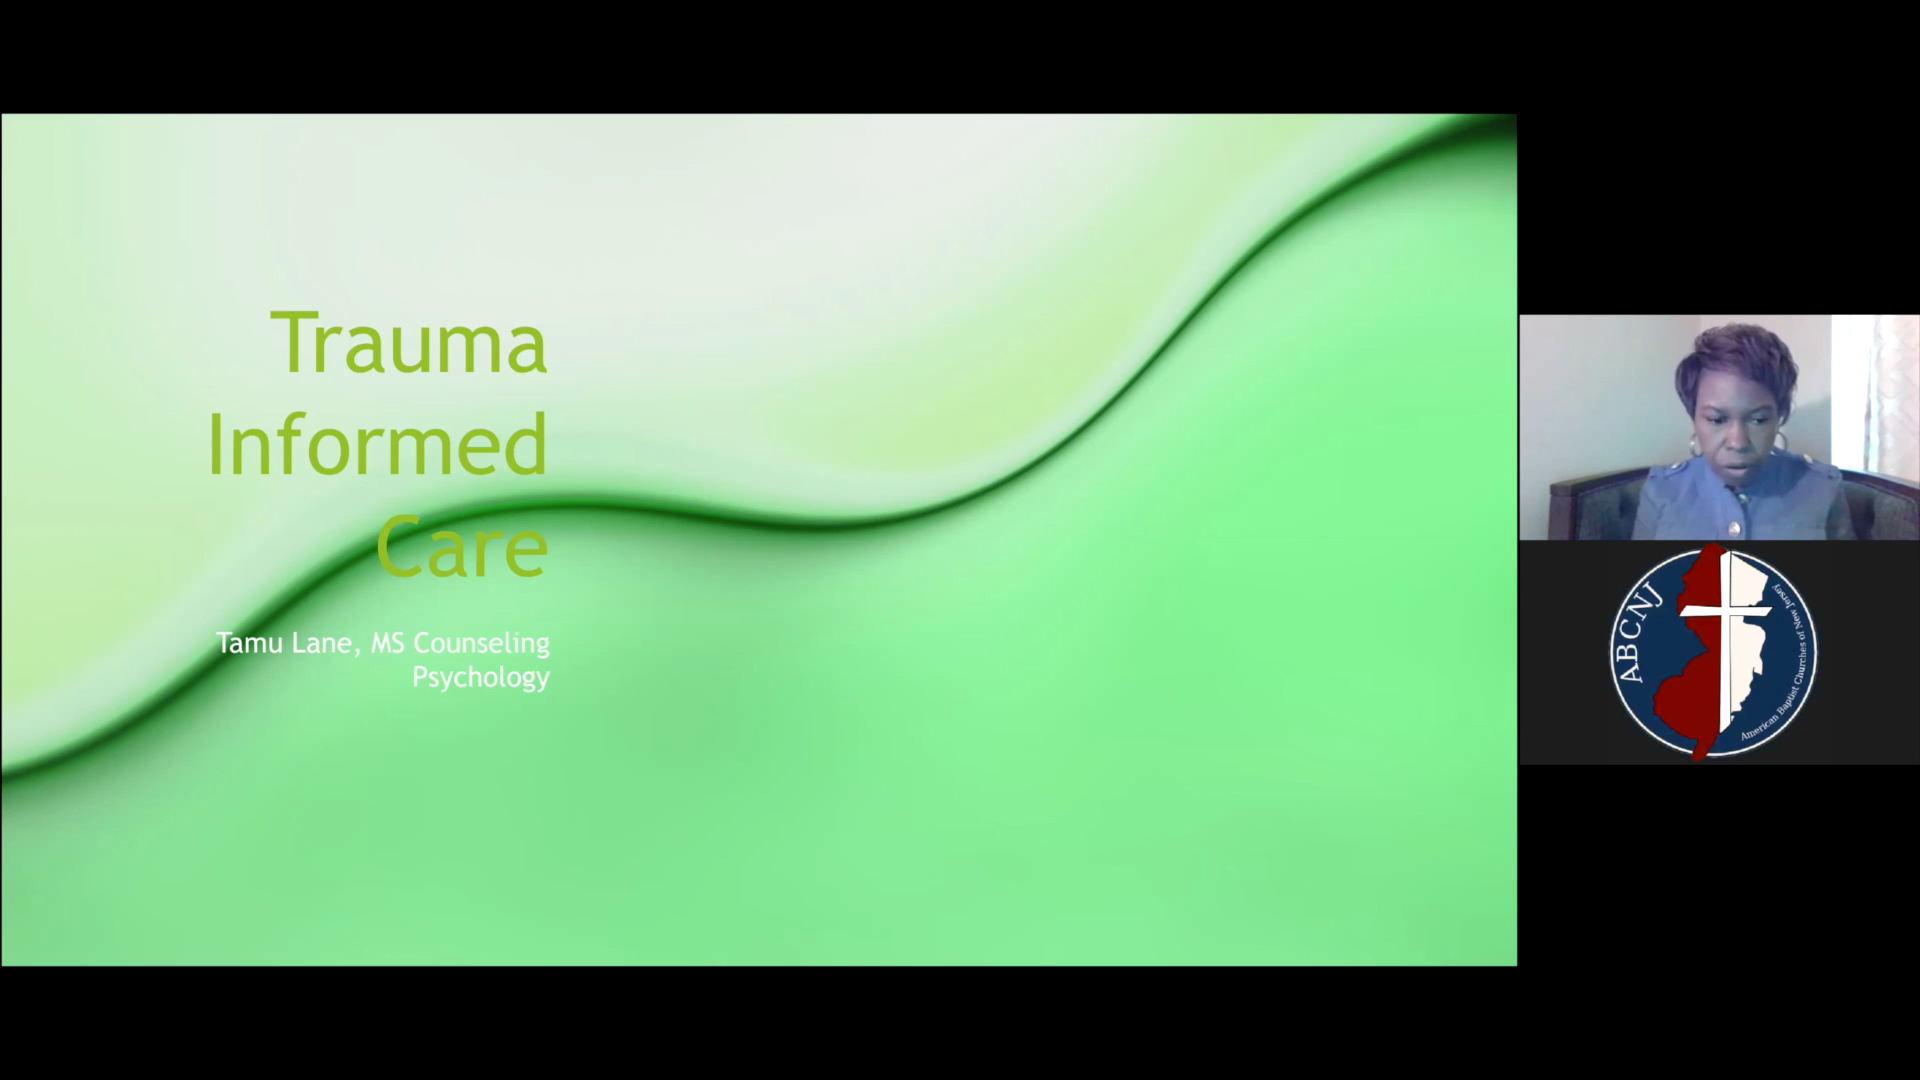 Trauma
Informed
Care
Tamu Lane, MS Counseling
Psychology
ABCNJ
American Baptist Churches of New Jersey